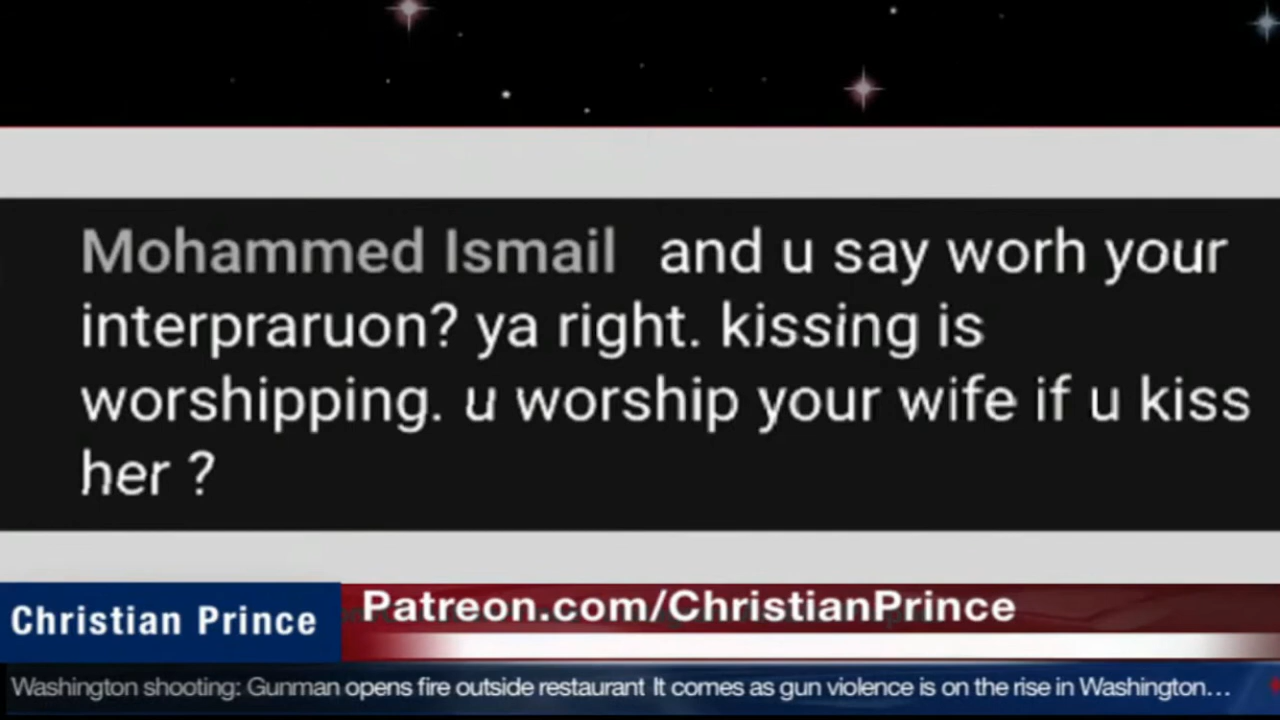 Mohammed Ismail and u say worh your
interpraruon? ya right. kissing is
worshipping. u worship your wife if u kiss
her ?
Christian Prince
Patreon.com/ChristianPrince
Washington shooting: Gunman opens fire outside restaurant It comes as gun violence is on the rise in Washington...